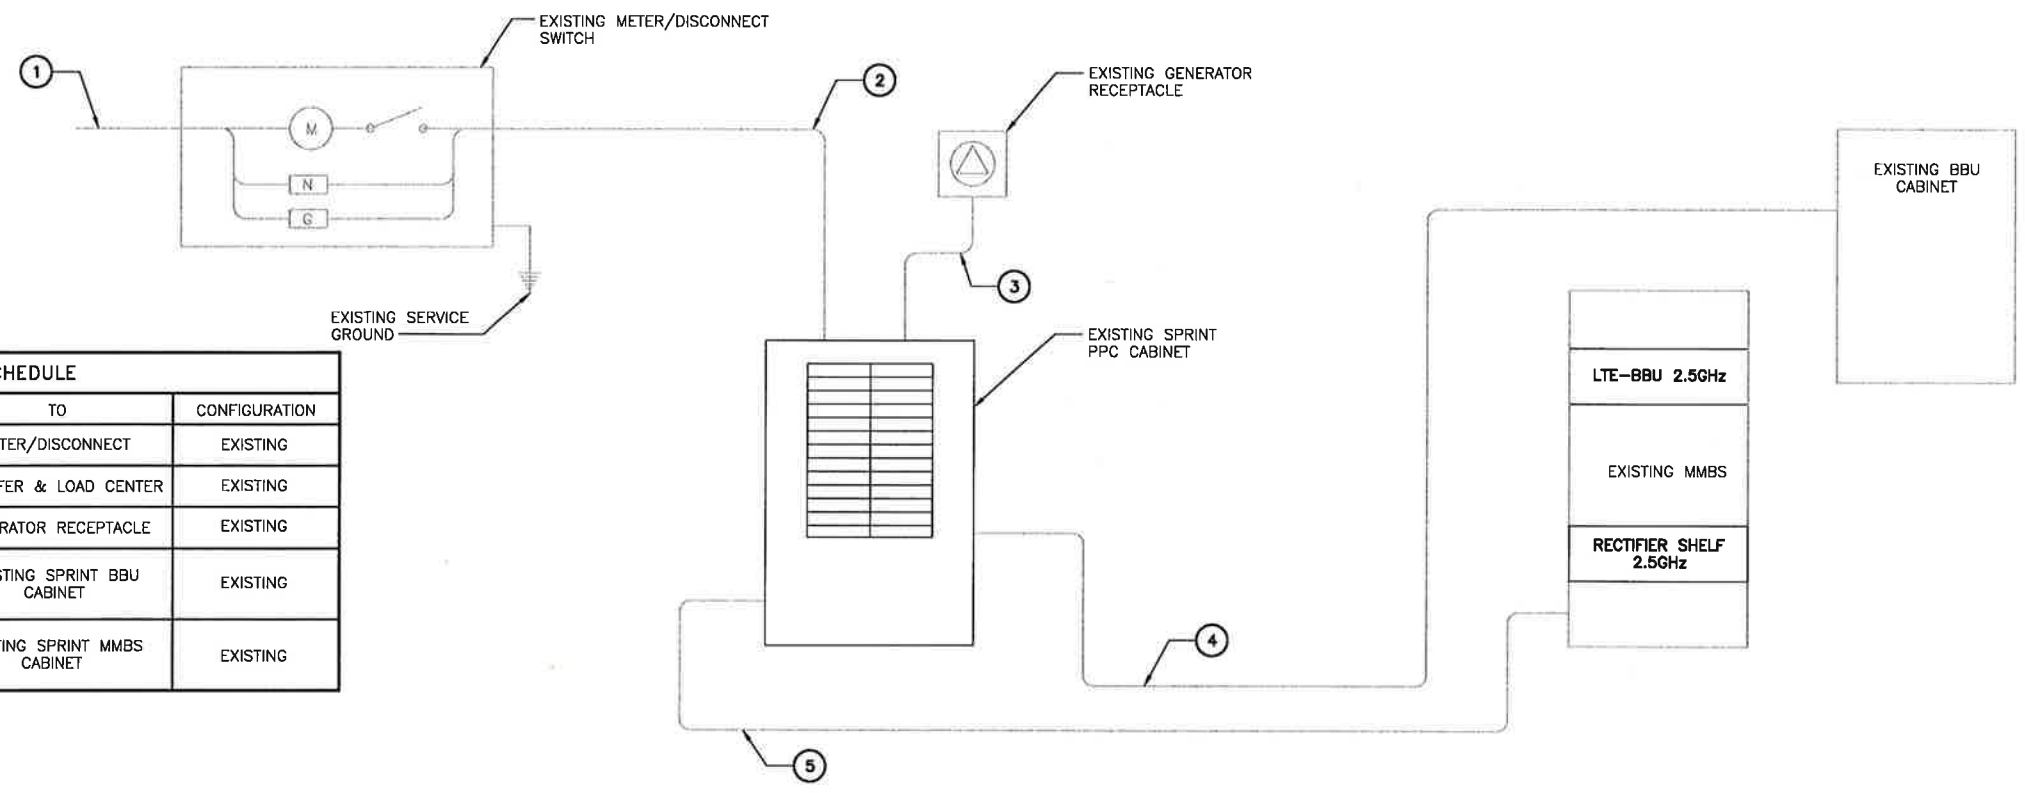 EXISTING METER/DISCONNECT
SWITCH
1
2
EXISTING GENERATOR
RECEPTACLE
M
N
G
EXISTING BBU
CABINET
3
EXISTING SERVICE
GROUND
EXISTING SPRINT
PPC CABINET
LTE-BBU 2.5GHz
EXISTING MMBS
RECTIFIER SHELF
2.5GHz
4
5
CHEDULE
TO CONFIGURATION
TER/DISCONNECT EXISTING
FER & LOAD CENTER EXISTING
RATOR RECEPTACLE EXISTING
STING SPRINT BBU
CABINET
EXISTING
TING SPRINT MMBS
CABINET
EXISTING